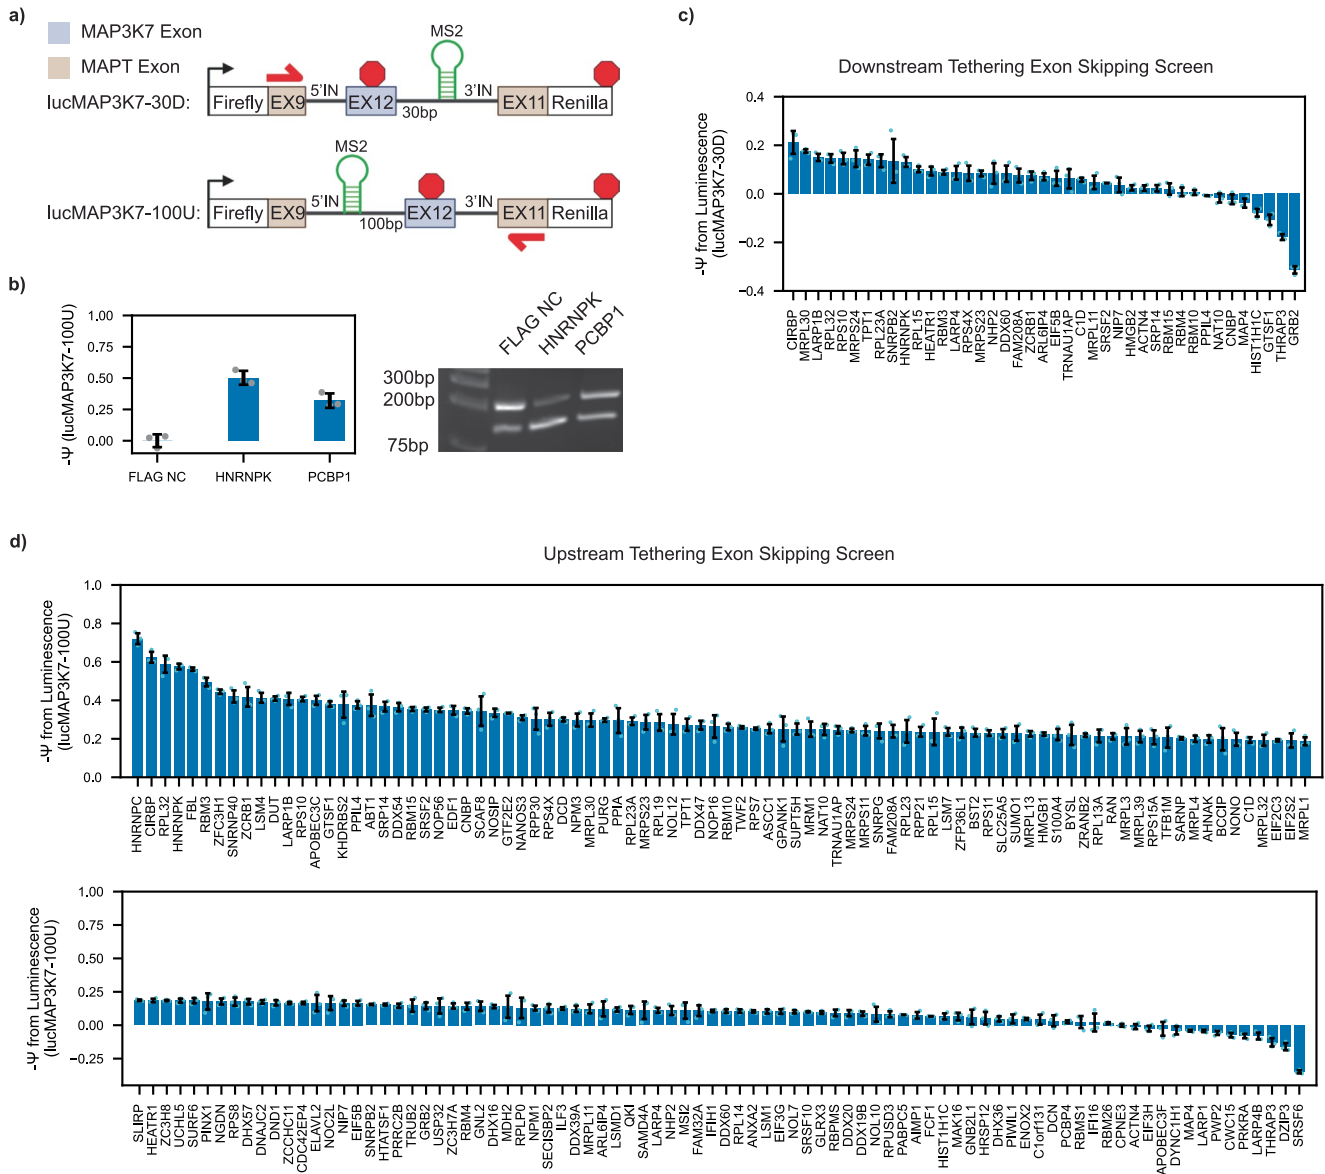 a)
MAP3K7 Exon
MAPT Exon
lucMAP3K7-30D:
Firefly EX9 5'IN EX12 30bp MS2 3'IN EX11 Renilla
lucMAP3K7-100U:
Firefly EX9 5'IN MS2 100bp EX12 3'IN EX11 Renilla
b)
-Ψ (lucMAP3K7-100U)
1.00
0.75
0.50
0.25
0.00
FLAG NC HNRNPK PCBP1
FLAG NC HNRNPK PCBP1
300bp
200bp
75bp
c)
Downstream Tethering Exon Skipping Screen
-Ψ from Luminescence
(lucMAP3K7-30D)
0.4
0.2
0.0
−0.2
−0.4
CIRBP MRPL30 LARP1B RPL32 RPS10 MRPS24 TPT1 RPL23A SNRPB2 HNRNPK RPL15 HEATR1 RBM3 LARP4 RPS4X MRPS23 NHP2 DDX60 FAM208A ZCRB1 ARL6IP4 EIF5B TRNAU1AP C1D MRPL11 SRSF2 NIP7 HMGB2 ACTN4 SRP14 RBM15 RBM4 RBM10 PPIL4 NAT10 CNBP MAP4 HIST1H1C GTSF1 THRAP3 GRB2
d)
Upstream Tethering Exon Skipping Screen
-Ψ from Luminescence
(lucMAP3K7-100U)
1.0
0.8
0.6
0.4
0.2
0.0
HNRNPC CIRBP RPL32 HNRNPK FBL RBM3 ZFC3H1 SNRNP40 ZCRB1 LSM4 DUT LARP1B RPS10 APOBEC3C GTSF1 KHDRBS2 PPIL4 ABT1 SRP14 DDX54 RBM15 SRSF2 NOP56 EDF1 CNBP SCAF8 NOSIP GTF2E2 NANOS3 RPP30 RPS4X DCD NPM3 MRPL30 PURG PPIA RPL23A MRPS23 RPL19 NOL12 TPT1 DDX47 NOP16 RBM10 TWF2 RPS7 ASCC1 GPANK1 SUPT5H MRM1 NAT10 TRNAU1AP MRPS24 MRPS11 SNRPG FAM208A RPL23 RPP21 RPL15 LSM7 ZFP36L1 BST2 RPS11 SLC25A5 SUMO1 MRPL13 HMGB1 S100A4 BYSL ZRANB2 RPL13A RAN MRPL3 MRPL39 RPS15A TFB1M SARNP MRPL4 AHNAK BCCIP NONO C1D MRPL32 EIF2C3 EIF2S2 MRPL1
-Ψ from Luminescence
(lucMAP3K7-100U)
1.00
0.75
0.50
0.25
0.00
−0.25
SLIRP HEATR1 ZC3H8 UCHL5 SURF6 PINX1 NGDN RPS8 DHX57 DNAJC2 DND1 ZCCHC11 CDC42EP4 ELAVL2 NOC2L NIP7 EIF5B SNRPB2 HTATSF1 PRRC2B TRUB2 GRB2 USP32 ZC3H7A RBM4 GNL2 DHX16 MDH2 RPLP0 NPM1 SECISBP2 ILF3 DDX39A MRPL11 ARL6IP4 LSMD1 QKI SAMD4A LARP4 NHP2 MSI2 FAM32A IFIH1 DDX60 RPL14 ANXA2 LSM1 EIF3G NOL7 SRSF10 GLRX3 RBPMS DDX20 DDX19B NOL10 RPUSD3 PABPC5 AIMP1 FCF1 HIST1H1C MAK16 GNB2L1 HRSP12 DHX36 PIWIL1 ENOX2 C1orf131 DCN PCBP4 RBMS1 IFI16 RBM26 CPNE3 ACTN4 EIF3H APOBEC3F DYNC1H1 MAP4 LARP1 PWP2 CWC15 PRKRA LARP4B THRAP3 DZIP3 SRSF6